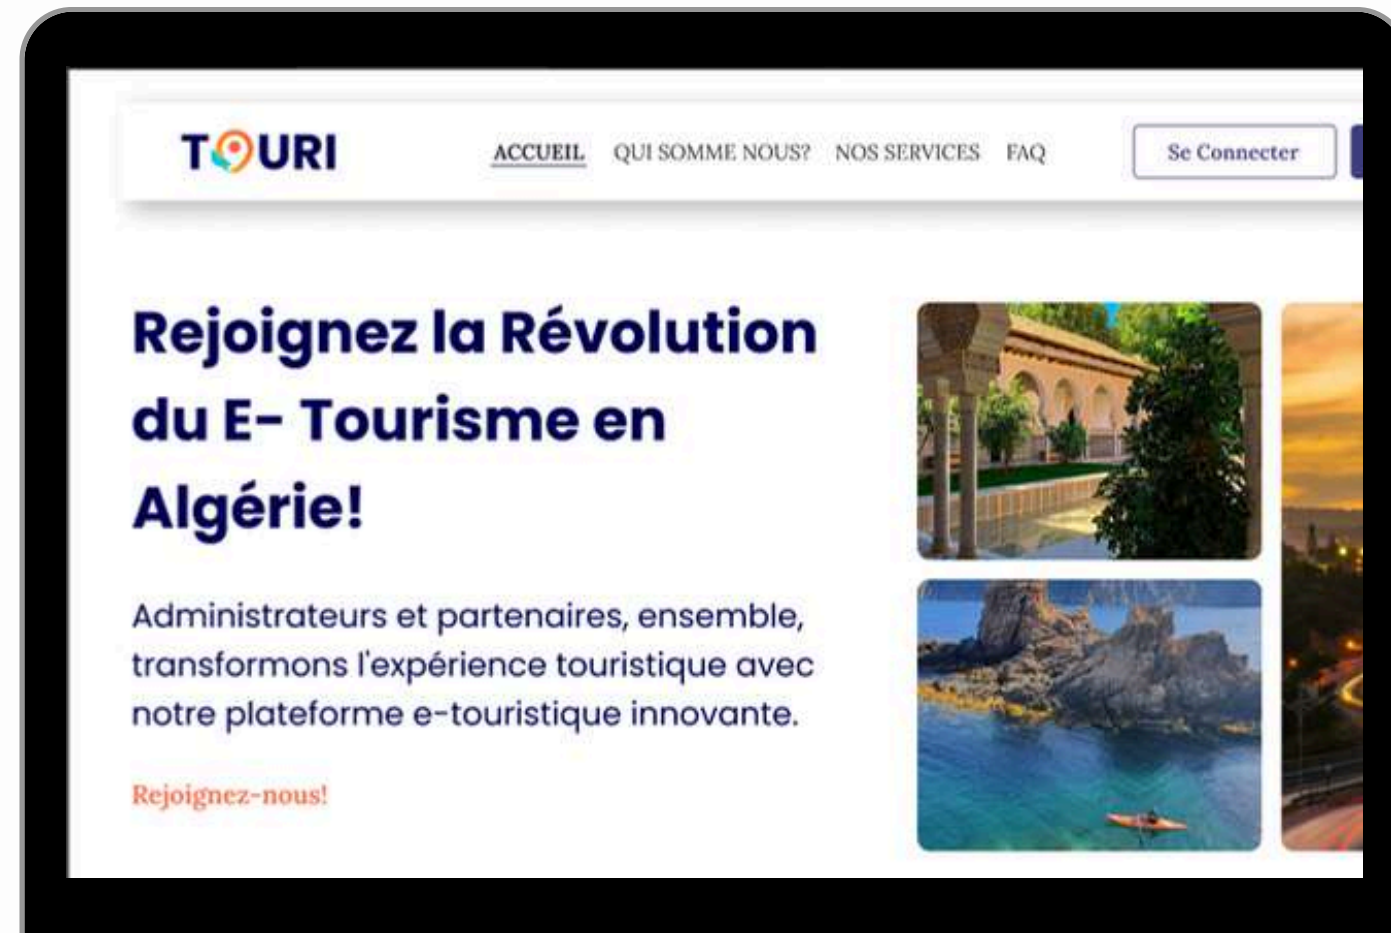 TOURI
ACCUEIL QUI SOMME NOUS? NOS SERVICES FAQ
Se Connecter
Rejoignez la Révolution
du E- Tourisme en
Algérie!
Administrateurs et partenaires, ensemble,
transformons l'expérience touristique avec
notre plateforme e-touristique innovante.
Rejoignez-nous!